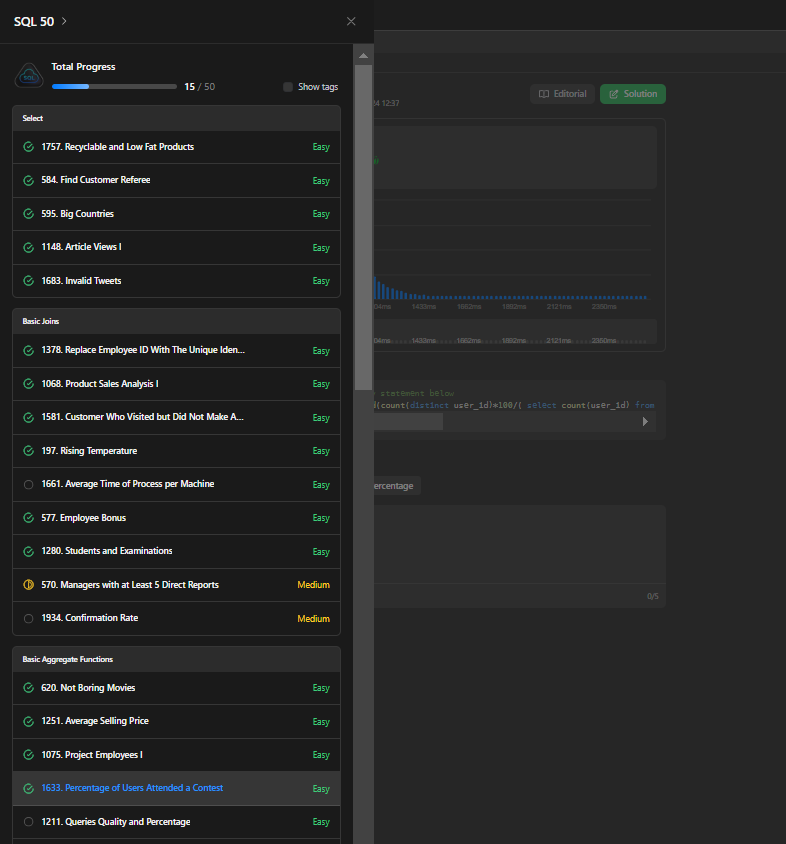 SQL 50
Total Progress
15 / 50
Show tags
Select
1757. Recyclable and Low Fat Products Easy
584. Find Customer Referee Easy
595. Big Countries Easy
1148. Article Views I Easy
1683. Invalid Tweets Easy
Basic Joins
1378. Replace Employee ID With The Unique Iden... Easy
1068. Product Sales Analysis I Easy
1581. Customer Who Visited but Did Not Make A... Easy
197. Rising Temperature Easy
1661. Average Time of Process per Machine Easy
577. Employee Bonus Easy
1280. Students and Examinations Easy
570. Managers with at Least 5 Direct Reports Medium
1934. Confirmation Rate Medium
Basic Aggregate Functions
620. Not Boring Movies Easy
1251. Average Selling Price Easy
1075. Project Employees I Easy
1633. Percentage of Users Attended a Contest Easy
1211. Queries Quality and Percentage Easy
24 12:37
Editorial
Solution
04ms 1433ms 1662ms 1892ms 2121ms 2350ms
04ms 1433ms 1662ms 1892ms 2121ms 2350ms
statement below
(count(distinct user_id)*100/( select count(user_id) from
ercentage
0/5